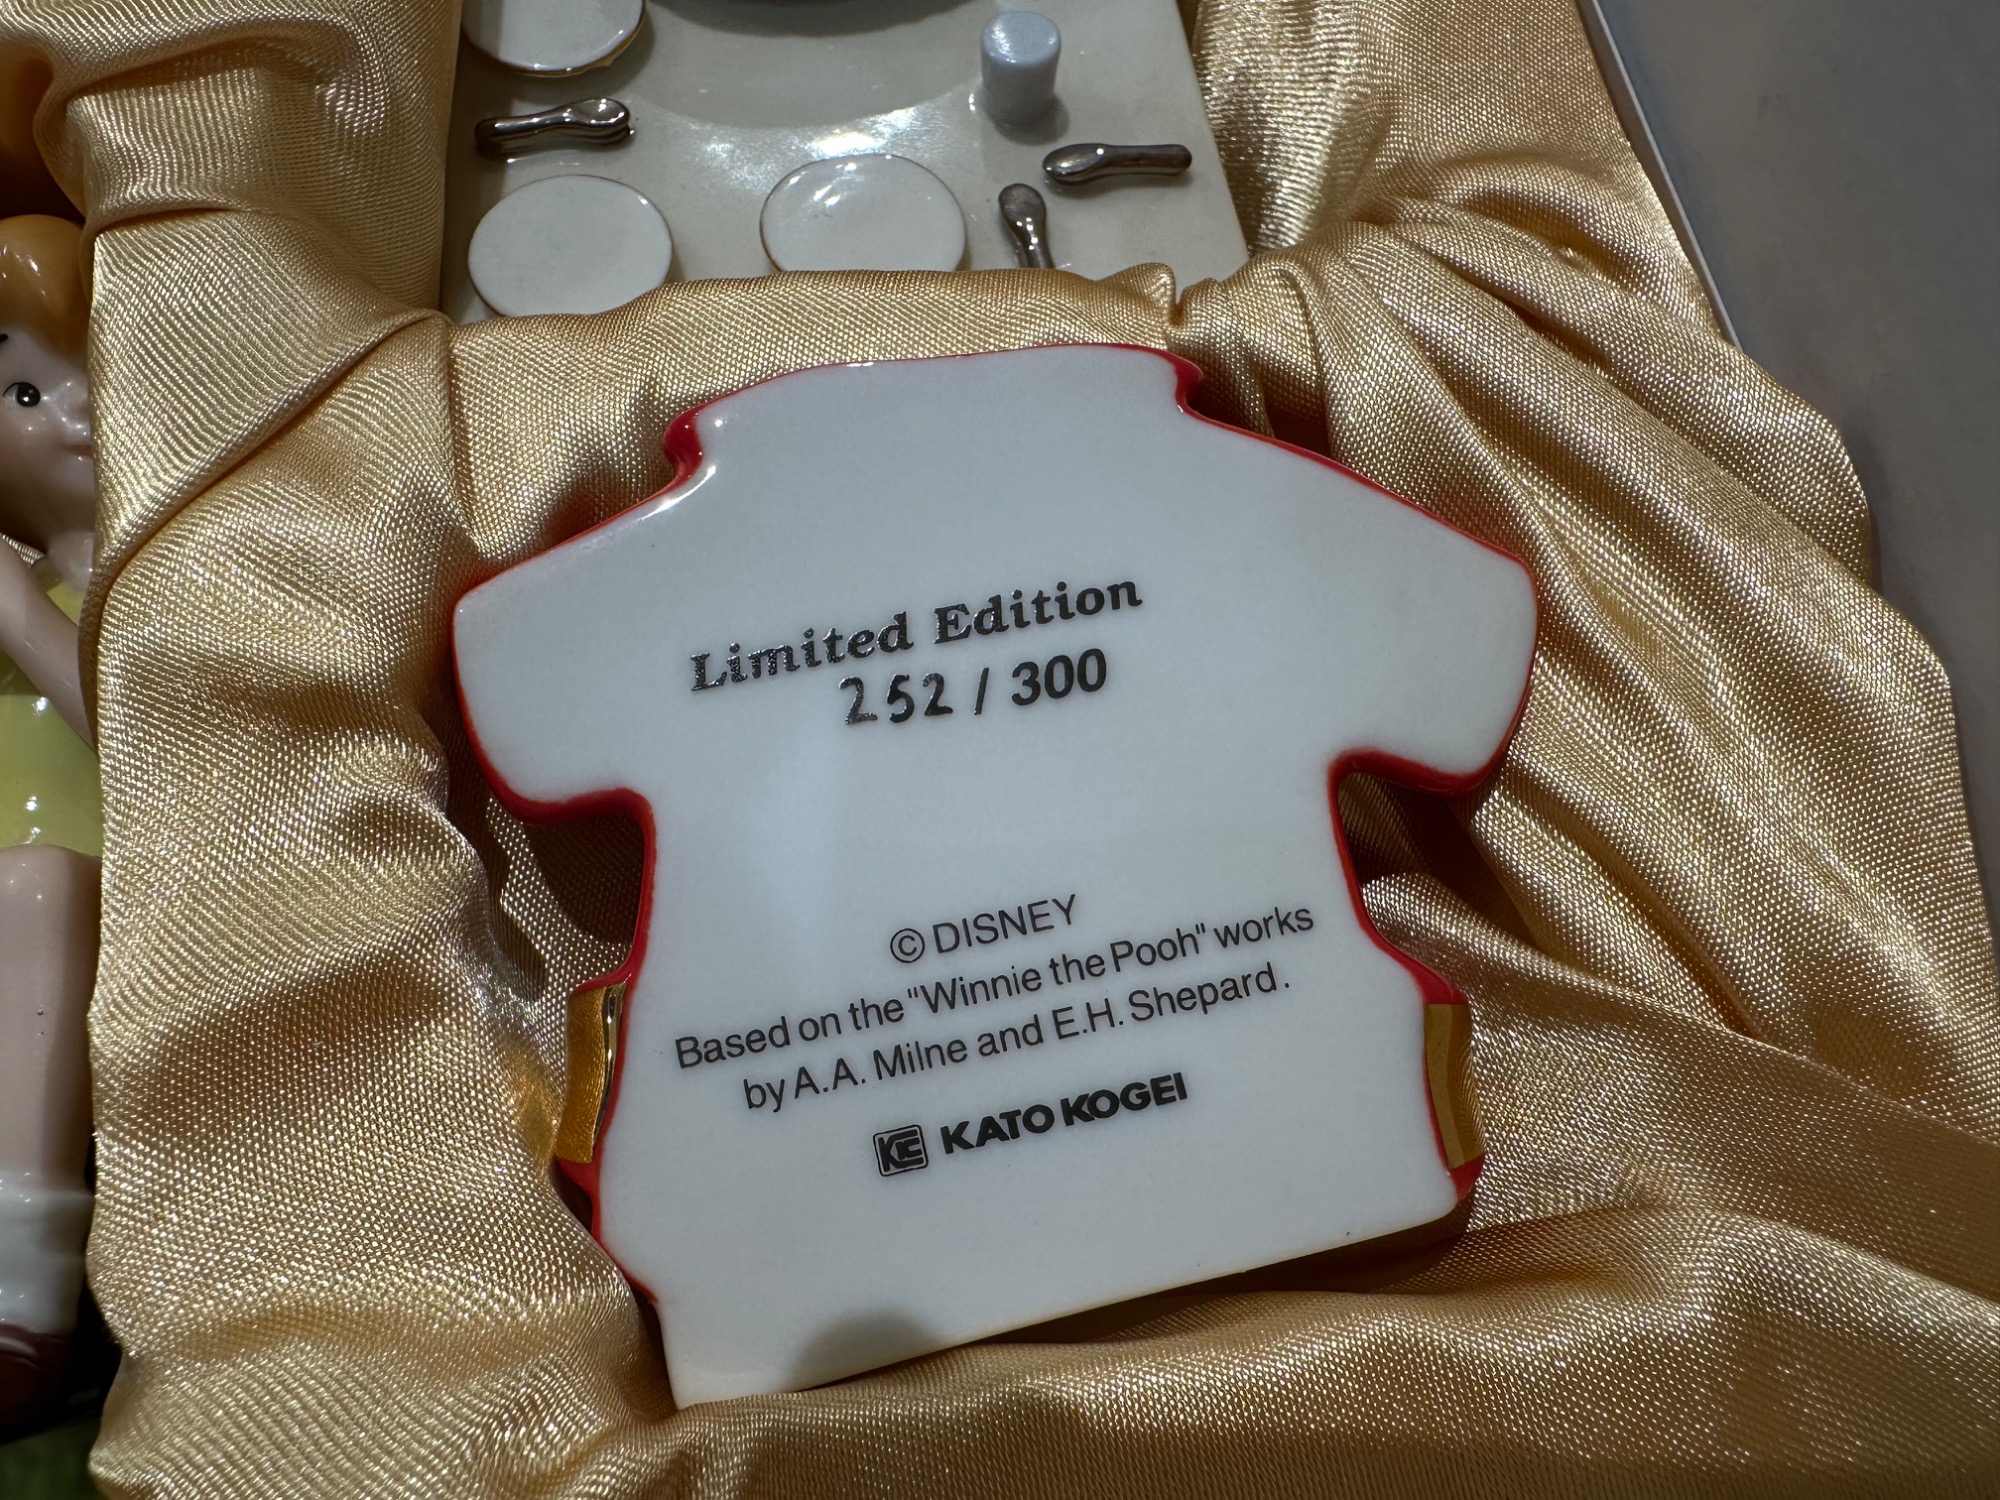 Limited Edition
252 / 300
© DISNEY
Based on the "Winnie the Pooh" works
by A.A. Milne and E.H. Shepard.
KE KATO KOGEI